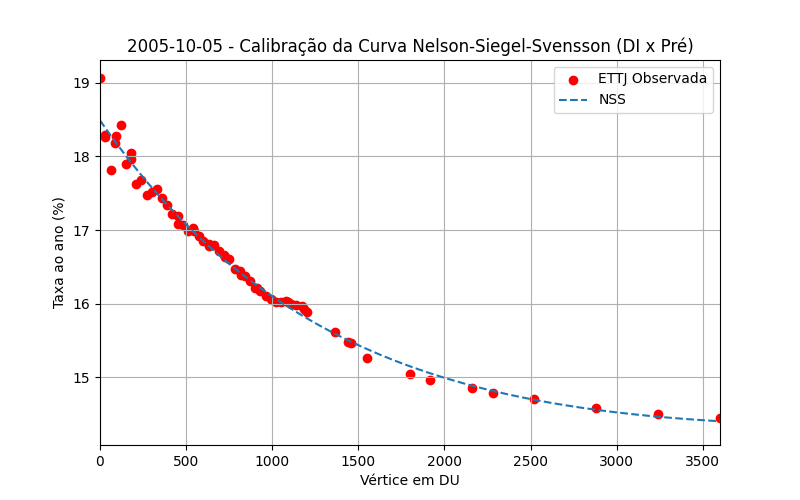 2005-10-05 - Calibração da Curva Nelson-Siegel-Svensson (DI x Pré)
ETTJ Observada
NSS
Taxa ao ano (%)
19
18
17
16
15
0 500 1000 1500 2000 2500 3000 3500
Vértice em DU